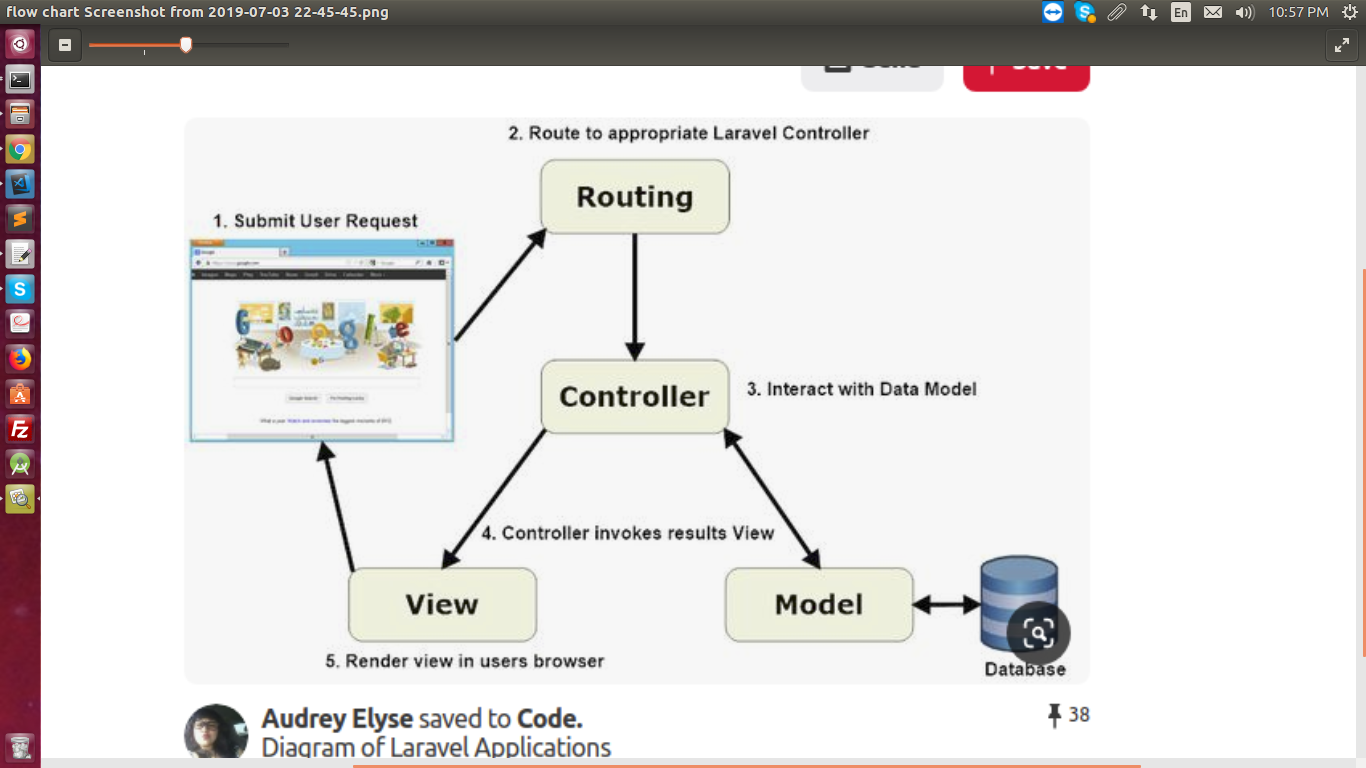 flow chart Screenshot from 2019-07-03 22-45-45.png
En
10:57 PM
2. Route to appropriate Laravel Controller
Routing
1. Submit User Request
Controller
3. Interact with Data Model
4. Controller invokes results View
View
Model
5. Render view in users browser
Database
Audrey Elyse saved to Code.
38
Diagram of Laravel Applications